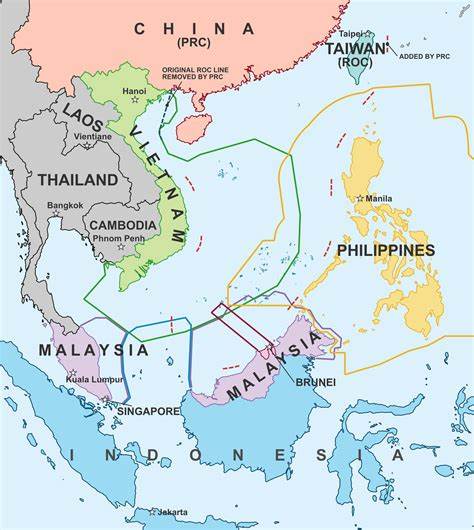 CHINA
(PRC)
Taipei
TAIWAN
(ROC)
ADDED BY PRC
ORIGINAL ROC LINE
REMOVED BY PRC
Hanoi
LAOS
Vientiane
VIETNAM
THAILAND
Bangkok
CAMBODIA
Phnom Penh
Manila
PHILIPPINES
MALAYSIA
Kuala Lumpur
SINGAPORE
MALAYSIA
BRUNEI
INDONESIA
Jakarta